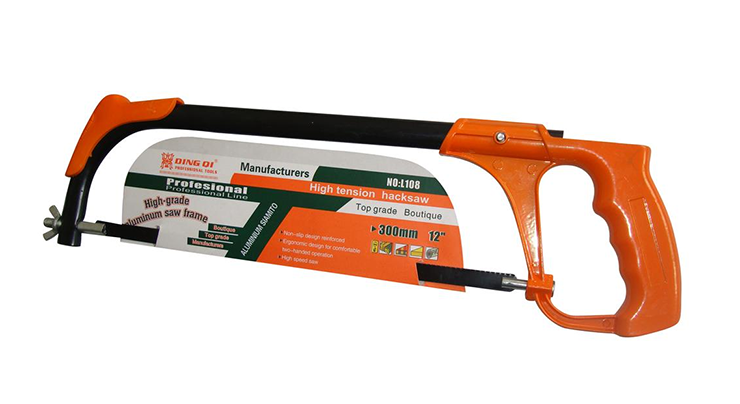 DING QI
PROFESSIONAL TOOLS
Profesional
Professional Line
High-grade
aluminum saw frame
Boutique
Top grade
Manufacturers
ALUMINIUM SIAMITO
Manufacturers
NO:L108
High tension hacksaw
Top grade Boutique
300mm 12"
Non-slip design reinforced
Ergonomic design for comfortable
two-handed operation
High speed saw